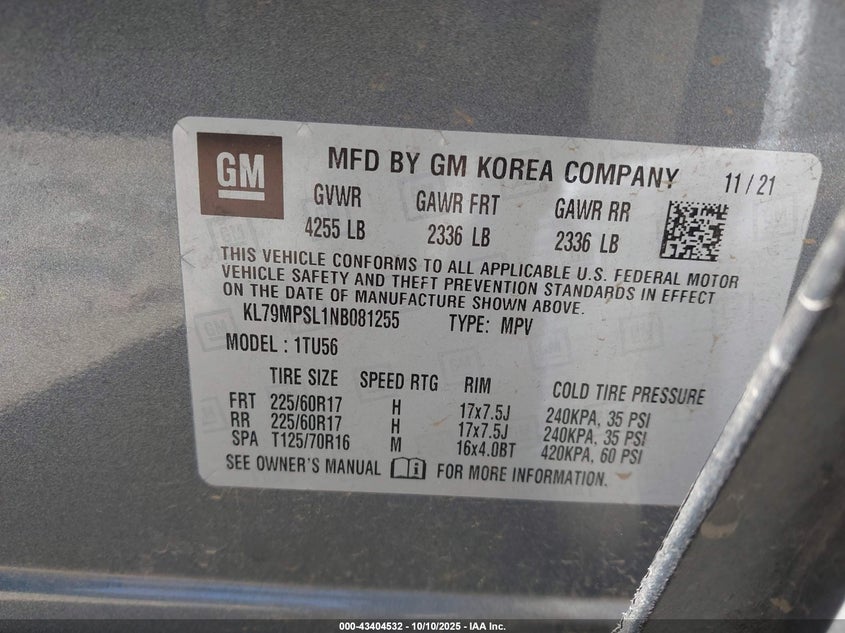 GM
MFD BY GM KOREA COMPANY 11 / 21
GVWR GAWR FRT GAWR RR
4255 LB 2336 LB 2336 LB
THIS VEHICLE CONFORMS TO ALL APPLICABLE U.S. FEDERAL MOTOR
VEHICLE SAFETY AND THEFT PREVENTION STANDARDS IN EFFECT
ON THE DATE OF MANUFACTURE SHOWN ABOVE.
KL79MPSL1NB081255 TYPE: MPV
MODEL : 1TU56
TIRE SIZE SPEED RTG RIM COLD TIRE PRESSURE
FRT 225/60R17 H 17x7.5J 240KPA, 35 PSI
RR 225/60R17 H 17x7.5J 240KPA, 35 PSI
SPA T125/70R16 M 16x4.0BT 420KPA, 60 PSI
SEE OWNER'S MANUAL i FOR MORE INFORMATION.
000-43404532 - 10/10/2025 - IAA Inc.